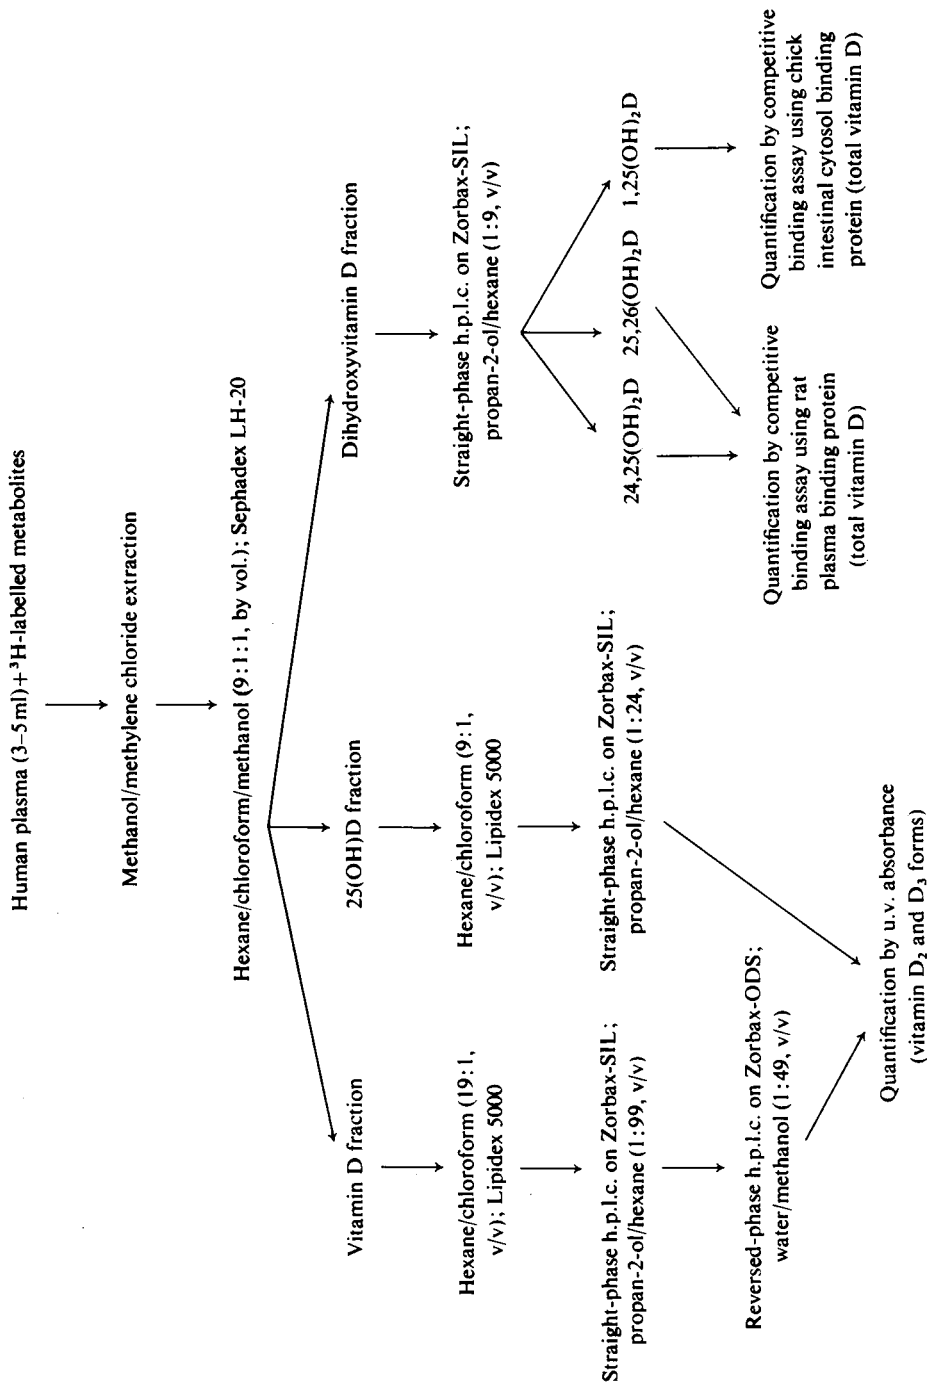 Human plasma (3–5 ml)+³H-labelled metabolites
Methanol/methylene chloride extraction
Hexane/chloroform/methanol (9:1:1, by vol.); Sephadex LH-20
Vitamin D fraction
25(OH)D fraction
Dihydroxyvitamin D fraction
Hexane/chloroform (19:1,
v/v); Lipidex 5000
Hexane/chloroform (9:1,
v/v); Lipidex 5000
Straight-phase h.p.l.c. on Zorbax-SIL;
propan-2-ol/hexane (1:9, v/v)
Straight-phase h.p.l.c. on Zorbax-SIL;
propan-2-ol/hexane (1:99, v/v)
Straight-phase h.p.l.c. on Zorbax-SIL;
propan-2-ol/hexane (1:24, v/v)
24,25(OH)₂D 25,26(OH)₂D 1,25(OH)₂D
Reversed-phase h.p.l.c. on Zorbax-ODS;
water/methanol (1:49, v/v)
Quantification by competitive
binding assay using rat
plasma binding protein
(total vitamin D)
Quantification by competitive
binding assay using chick
intestinal cytosol binding
protein (total vitamin D)
Quantification by u.v. absorbance
(vitamin D₂ and D₃ forms)